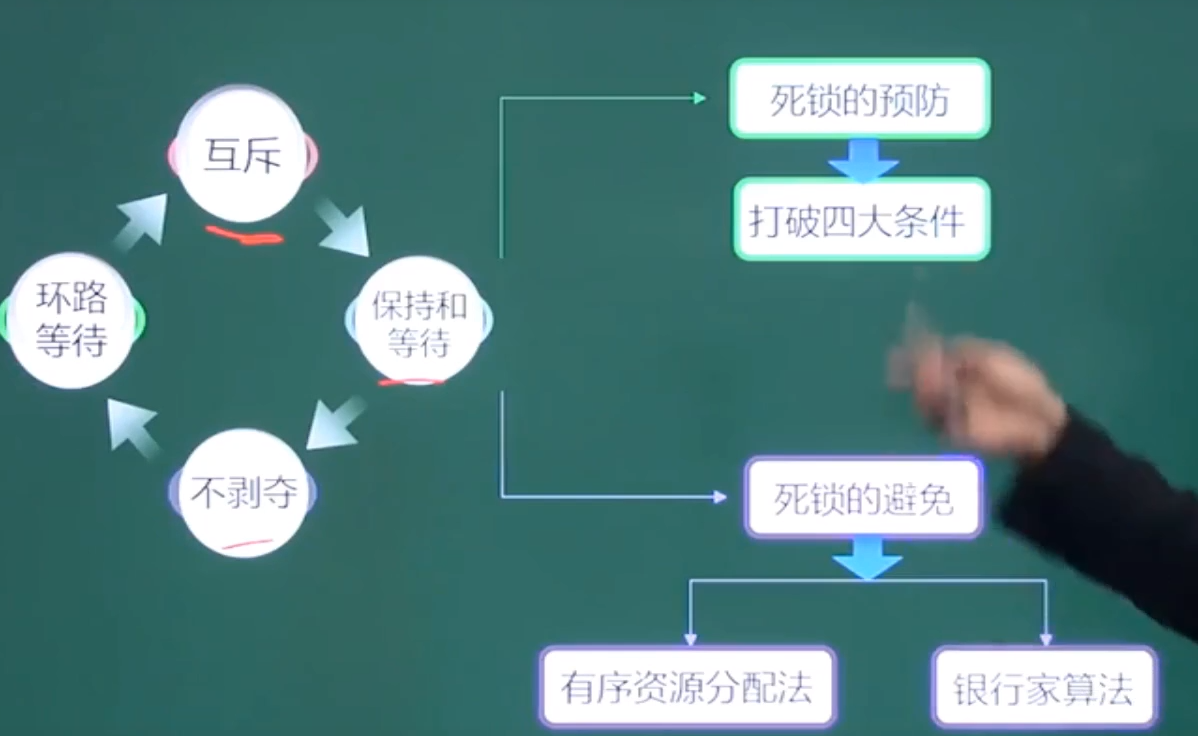 互斥
环路
等待
保持和
等待
不剥夺
死锁的预防
打破四大条件
死锁的避免
有序资源分配法
银行家算法